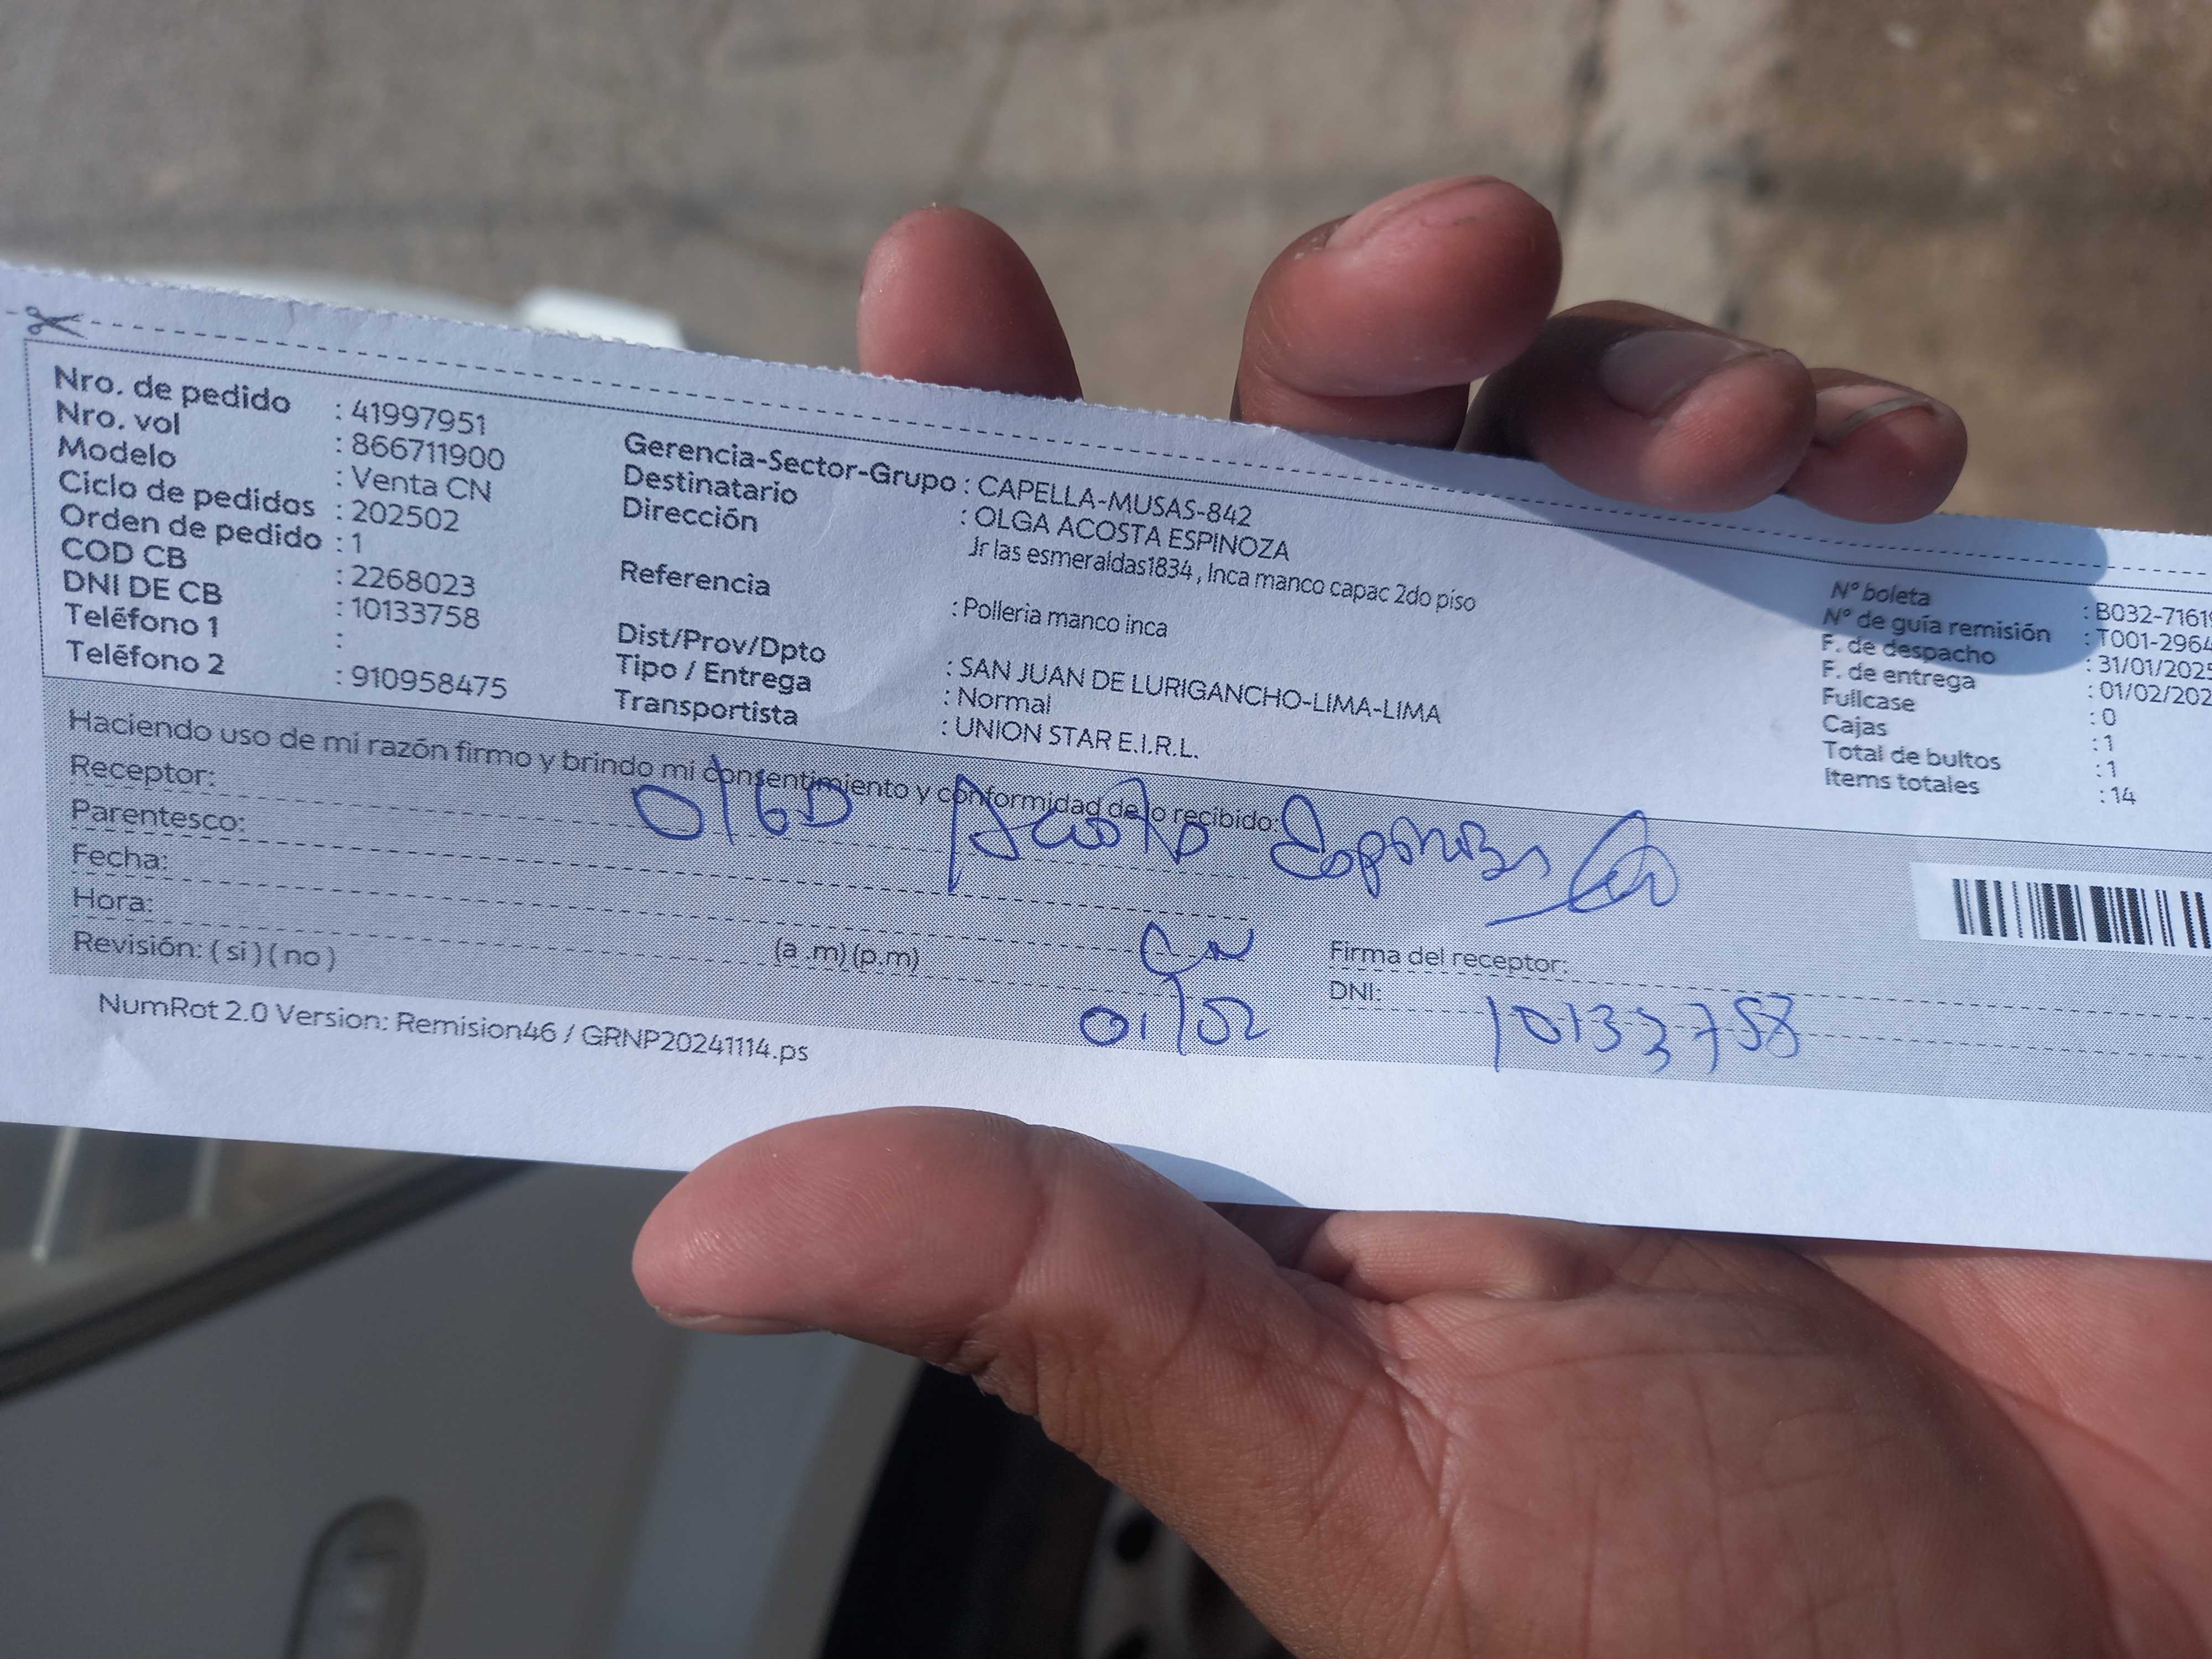 Nro. de pedido : 41997951
Nro. vol : 866711900
Modelo : Venta CN
Ciclo de pedidos : 202502
Orden de pedido : 1
COD CB : 2268023
DNI DE CB : 10133758
Teléfono 1 :
Teléfono 2 : 910958475
Gerencia-Sector-Grupo : CAPELLA-MUSAS-842
Destinatario : OLGA ACOSTA ESPINOZA
Dirección Jr las esmeraldas1834 , Inca manco capac 2do piso
Referencia : Polleria manco inca
Dist/Prov/Dpto : SAN JUAN DE LURIGANCHO-LIMA-LIMA
Tipo / Entrega : Normal
Transportista : UNION STAR E.I.R.L.
N° boleta : B032-7161
N° de guía remisión : T001-2964
F. de despacho : 31/01/2025
F. de entrega : 01/02/202
Fullcase : 0
Cajas : 1
Total de bultos : 1
Items totales : 14
Haciendo uso de mi razón firmo y brindo mi consentimiento y conformidad de lo recibido:
Receptor: Olga Acosta Espinoza
Parentesco:
Fecha: CN
Hora: (a .m) (p.m) 01/02
Revisión: ( si ) ( no )
Firma del receptor:
DNI: 10133758
NumRot 2.0 Version: Remision46 / GRNP20241114.ps